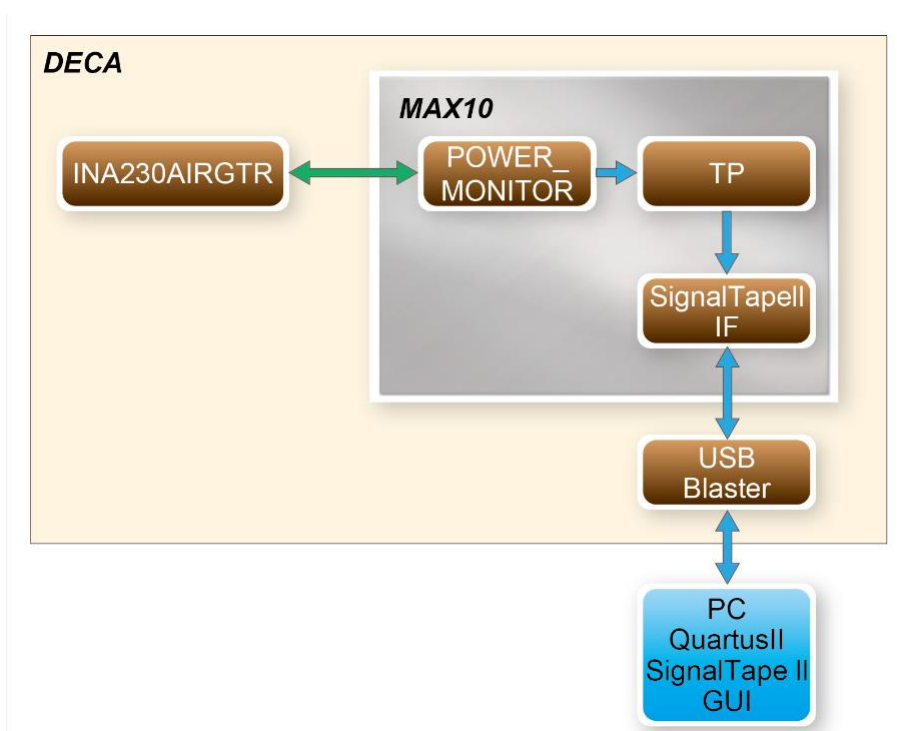 DECA
MAX10
INA230AIRGTR
POWER_
MONITOR
TP
SignalTapeII
IF
USB
Blaster
PC
QuartusII
SignalTape II
GUI